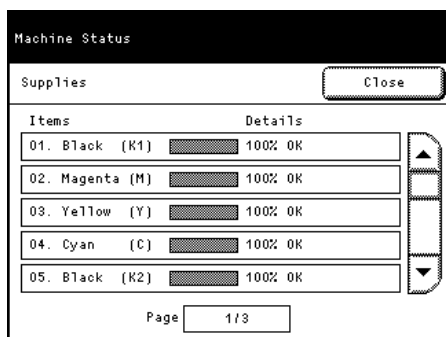 Machine Status
Supplies Close
Items Details
01. Black (K1) 100% OK
02. Magenta (M) 100% OK
03. Yellow (Y) 100% OK
04. Cyan (C) 100% OK
05. Black (K2) 100% OK
Page 1/3